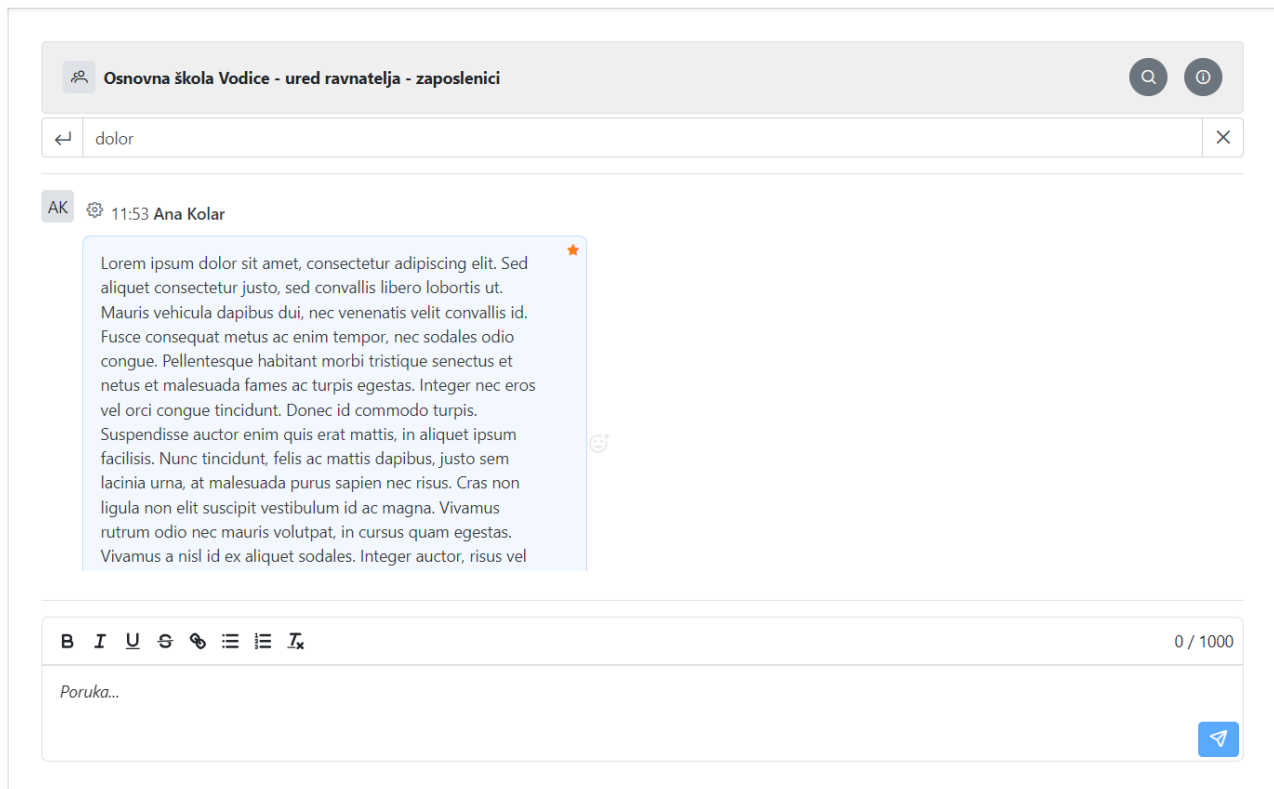 Osnovna škola Vodice - ured ravnatelja - zaposlenici
dolor
AK
11:53 Ana Kolar
Lorem ipsum dolor sit amet, consectetur adipiscing elit. Sed
aliquet consectetur justo, sed convallis libero lobortis ut.
Mauris vehicula dapibus dui, nec venenatis velit convallis id.
Fusce consequat metus ac enim tempor, nec sodales odio
congue. Pellentesque habitant morbi tristique senectus et
netus et malesuada fames ac turpis egestas. Integer nec eros
vel orci congue tincidunt. Donec id commodo turpis.
Suspendisse auctor enim quis erat mattis, in aliquet ipsum
facilisis. Nunc tincidunt, felis ac mattis dapibus, justo sem
lacinia urna, at malesuada purus sapien nec risus. Cras non
ligula non elit suscipit vestibulum id ac magna. Vivamus
rutrum odio nec mauris volutpat, in cursus quam egestas.
Vivamus a nisl id ex aliquet sodales. Integer auctor, risus vel
0 / 1000
Poruka...